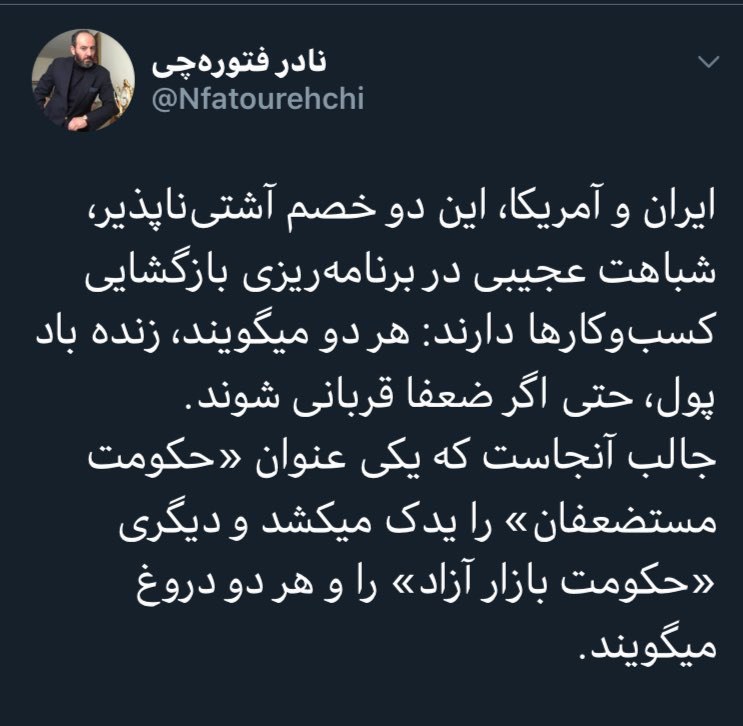 نادر فتوره‌چی
@Nfatourehchi
ایران و آمریکا، این دو خصم آشتی‌ناپذیر،
شباهت عجیبی در برنامه‌ریزی بازگشایی
کسب‌وکارها دارند: هر دو میگویند، زنده باد
پول، حتی اگر ضعفا قربانی شوند.
جالب آنجاست که یکی عنوان «حکومت
مستضعفان» را یدک میکشد و دیگری
«حکومت بازار آزاد» را و هر دو دروغ
میگویند.